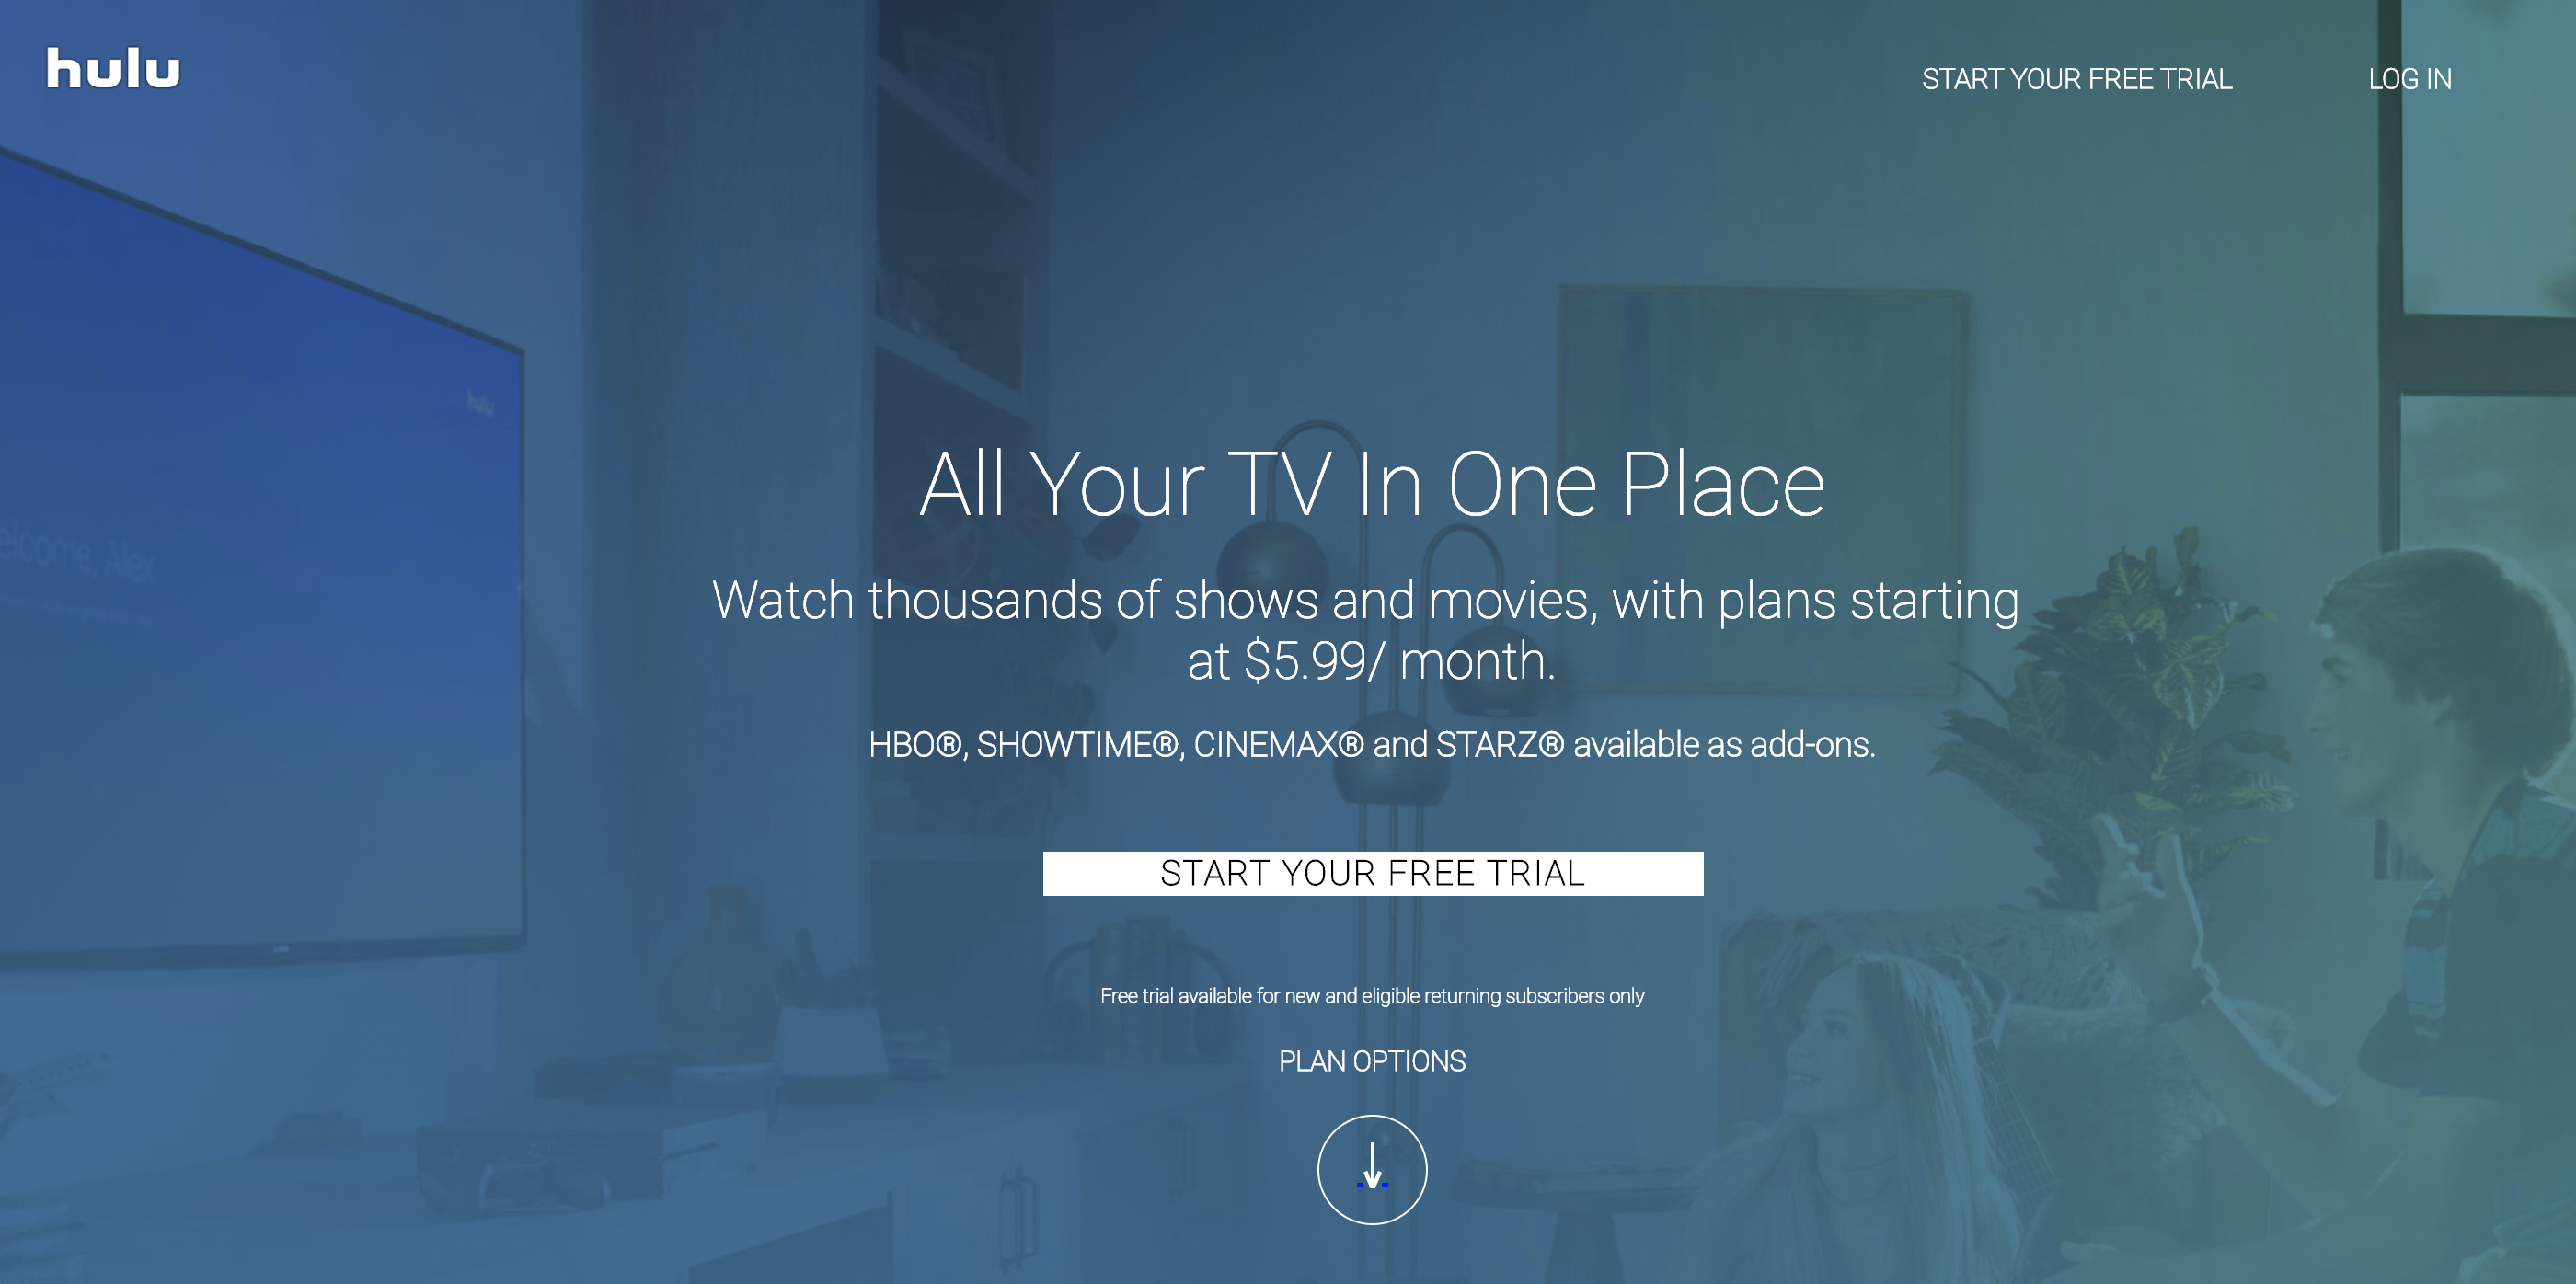 hulu
START YOUR FREE TRIAL
LOG IN
hulu
All Your TV In One Place
elcome, Alex
Watch thousands of shows and movies, with plans starting
at $5.99/ month.
HBO®, SHOWTIME®, CINEMAX® and STARZ® available as add-ons.
START YOUR FREE TRIAL
Free trial available for new and eligible returning subscribers only
PLAN OPTIONS